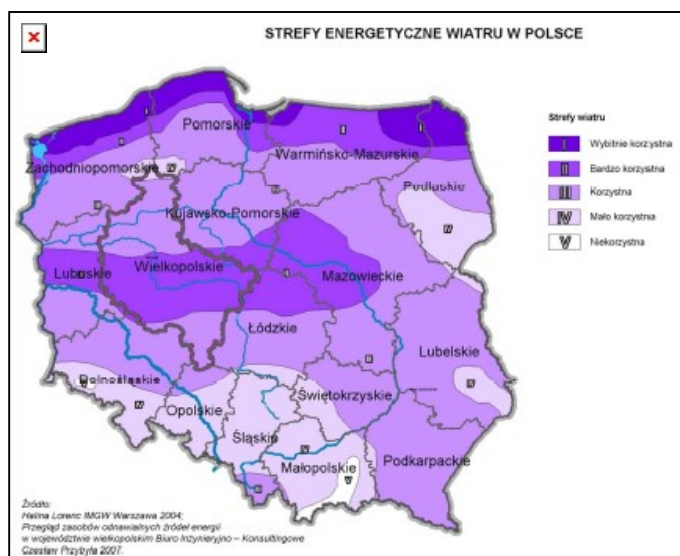 STREFY ENERGETYCZNE WIATRU W POLSCE
Strefy wiatru
I Wybitnie korzystna
II Bardzo korzystna
III Korzystna
IV Mało korzystna
V Niekorzystna
Pomorskie
Warmińsko-Mazurskie
Zachodniopomorskie
Podlaskie
Kujawsko-Pomorskie
Wielkopolskie
Lubuskie
Mazowieckie
Łódzkie
Lubelskie
Dolnośląskie
Opolskie
Świętokrzyskie
Śląskie
Małopolskie
Podkarpackie
Źródło:
Halina Lorenc IMGW Warszawa 2004;
Przegląd zasobów odnawialnych źródeł energii
w województwie wielkopolskim Biuro Inżynieryjno – Konsultingowe
Czesław Przybyła 2007.